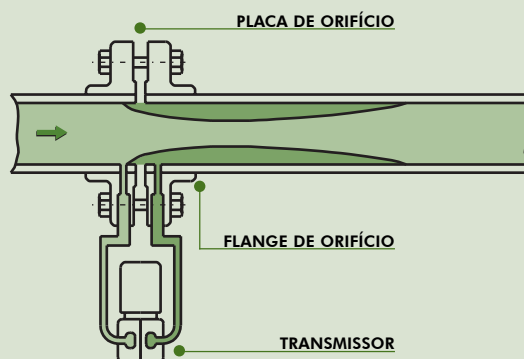 PLACA DE ORIFÍCIO
FLANGE DE ORIFÍCIO
TRANSMISSOR